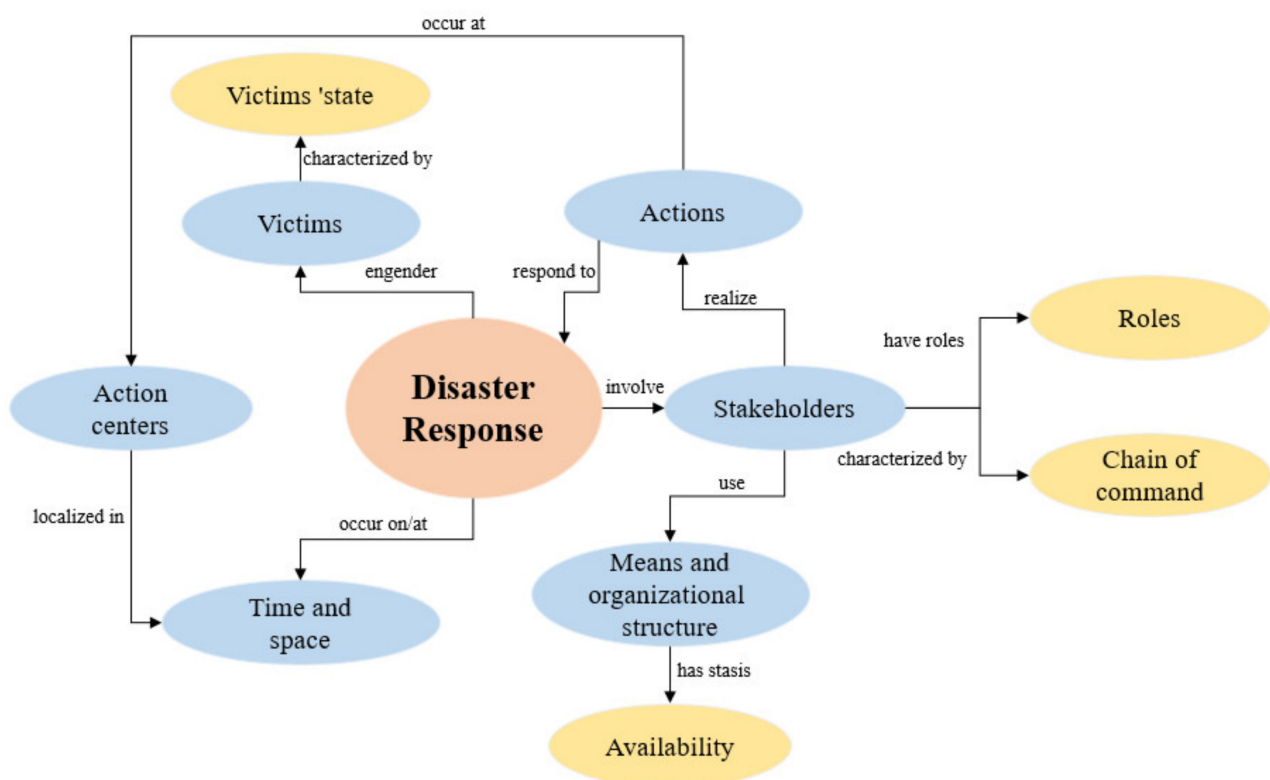 occur at
Victims 'state
characterized by
Victims
Actions
engender
respond to
realize
Roles
have roles
Disaster
Response
involve
Stakeholders
Action
centers
characterized by
Chain of
command
use
localized in
occur on/at
Means and
organizational
structure
Time and
space
has stasis
Availability